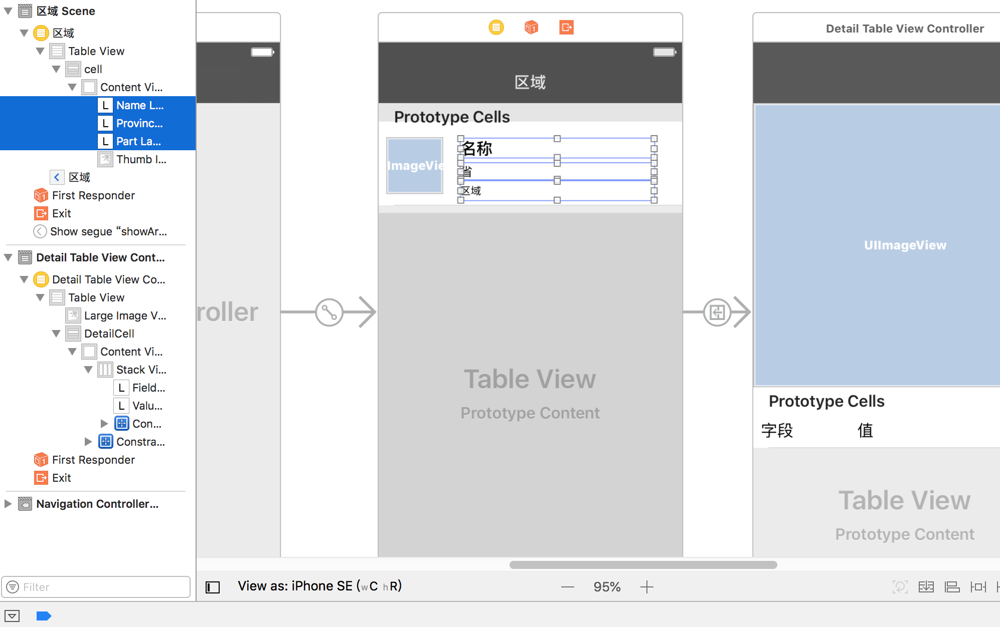 区域 Scene
区域
Table View
cell
Content Vi...
L Name L...
L Provinc...
L Part La...
Thumb I...
区域
First Responder
Exit
Show segue “showAr...
Detail Table View Cont...
Detail Table View Co...
Table View
Large Image V...
DetailCell
Content Vi...
Stack Vi...
L Field...
L Valu...
Con...
Constra...
First Responder
Exit
Navigation Controller...
Filter
roller
区域
Prototype Cells
ImageVie
名称
省
区域
Table View
Prototype Content
Detail Table View Controller
UIImageView
Prototype Cells
字段 值
Table View
Prototype Content
View as: iPhone SE (wC hR)
95%